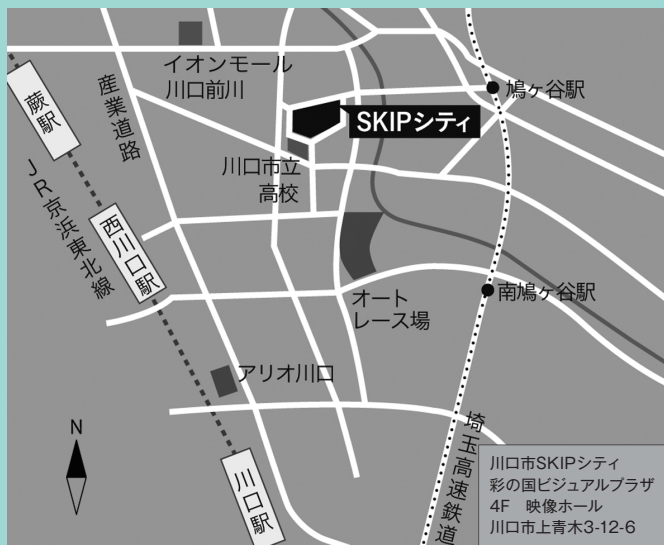 イオンモール
川口前川
鳩ヶ谷駅
蕨駅
産業道路
SKIPシティ
川口市立
高校
JR京浜東北線
西川口駅
オート
レース場
南鳩ヶ谷駅
アリオ川口
N
埼玉高速鉄道
川口駅
川口市SKIPシティ
彩の国ビジュアルプラザ
4F 映像ホール
川口市上青木3-12-6